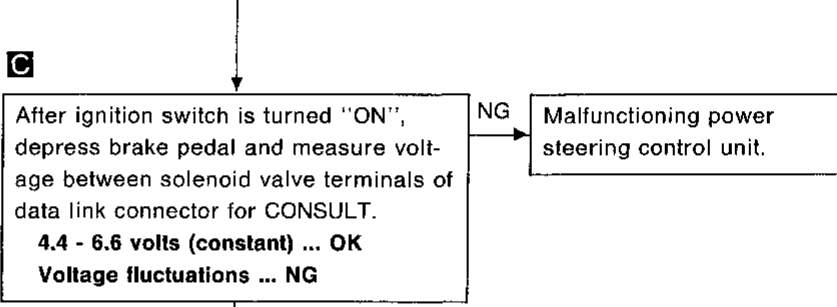 C
After ignition switch is turned "ON",
depress brake pedal and measure volt-
age between solenoid valve terminals of
data link connector for CONSULT.
4.4 - 6.6 volts (constant) ... OK
Voltage fluctuations ... NG
NG
Malfunctioning power
steering control unit.